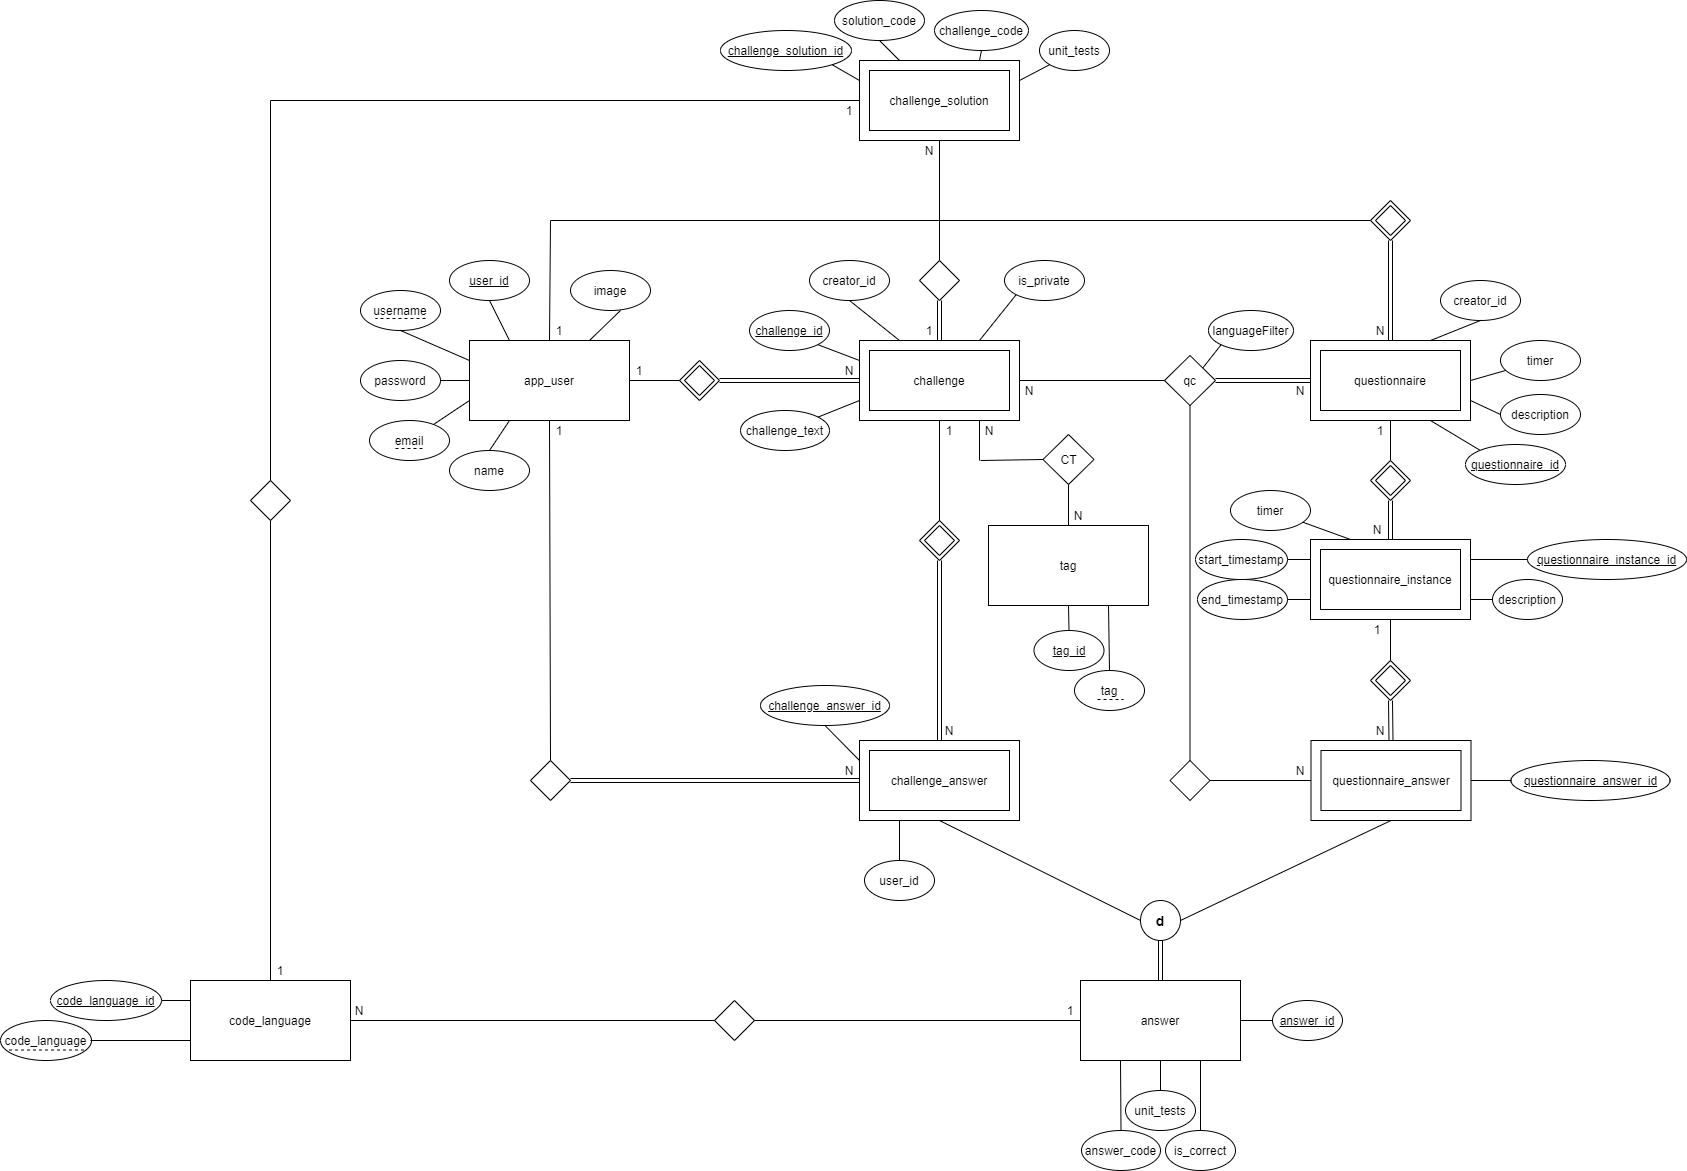 solution_code
challenge_code
challenge_solution_id
unit_tests
challenge_solution
1
N
user_id
image
creator_id
is_private
creator_id
username
challenge_id
languageFilter
1
1
N
timer
password
app_user
1
N
challenge
N
qc
N
questionnaire
description
email
1
challenge_text
1
N
1
name
CT
questionnaire_id
timer
N
N
tag
start_timestamp
questionnaire_instance_id
questionnaire_instance
end_timestamp
description
1
tag_id
tag
challenge_answer_id
N
N
N
challenge_answer
N
questionnaire_answer
questionnaire_answer_id
user_id
d
1
code_language_id
N
code_language
1
answer
answer_id
code_language
unit_tests
answer_code
is_correct